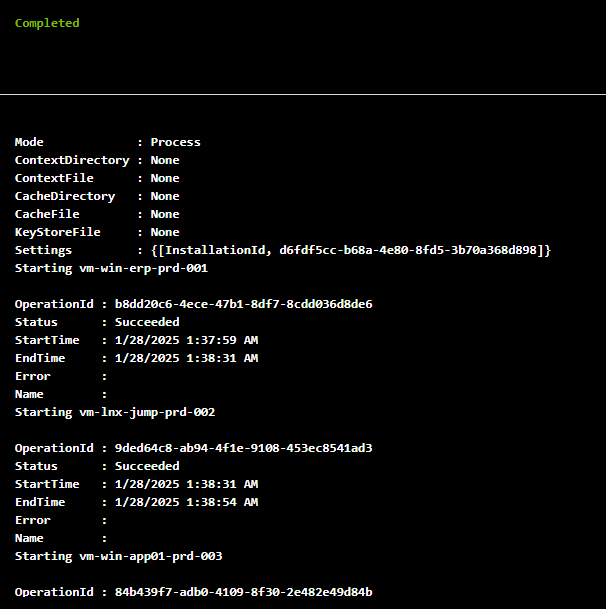 Completed
Mode             : Process
ContextDirectory : None
ContextFile      : None
CacheDirectory   : None
CacheFile        : None
KeyStoreFile     : None
Settings         : {[InstallationId, d6fdf5cc-b68a-4e80-8fd5-3b70a368d898]}
Starting vm-win-erp-prd-001
OperationId : b8dd20c6-4ece-47b1-8df7-8cdd036d8de6
Status      : Succeeded
StartTime   : 1/28/2025 1:37:59 AM
EndTime     : 1/28/2025 1:38:31 AM
Error       :
Name        :
Starting vm-lnx-jump-prd-002
OperationId : 9ded64c8-ab94-4f1e-9108-453ec8541ad3
Status      : Succeeded
StartTime   : 1/28/2025 1:38:31 AM
EndTime     : 1/28/2025 1:38:54 AM
Error       :
Name        :
Starting vm-win-app01-prd-003
OperationId : 84b439f7-adb0-4109-8f30-2e482e49d84b